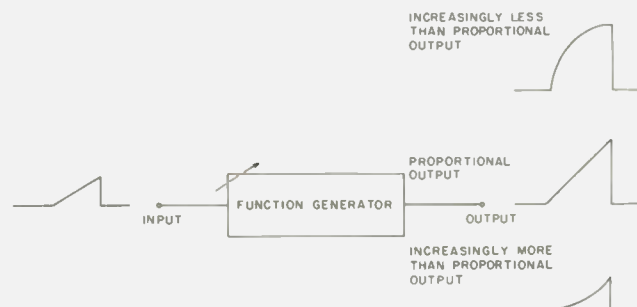 INCREASINGLY LESS
THAN PROPORTIONAL
OUTPUT
PROPORTIONAL
OUTPUT
FUNCTION GENERATOR
INPUT
OUTPUT
INCREASINGLY MORE
THAN PROPORTIONAL
OUTPUT